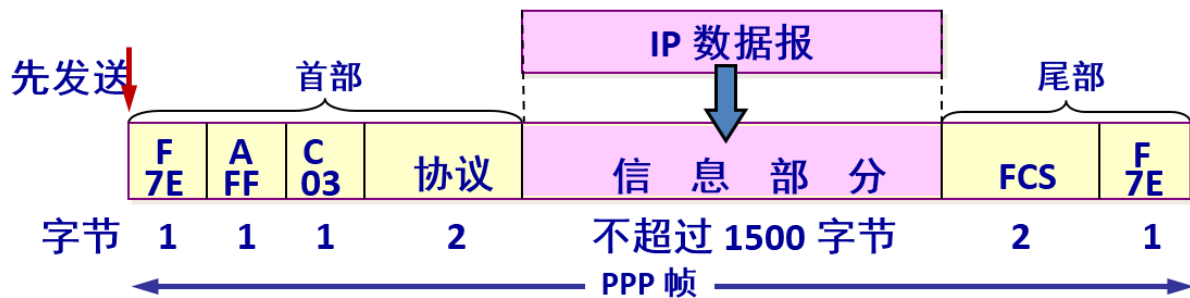 IP 数据报
先发送
首部
尾部
F
7E
A
FF
C
03
协议
信 息 部 分
FCS
F
7E
字节 1 1 1 2 不超过 1500 字节 2 1
PPP 帧